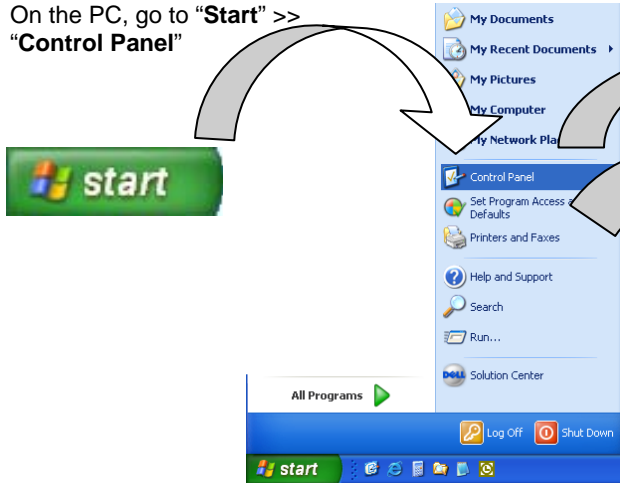 On the PC, go to “Start” >>
“Control Panel”
start
My Documents
My Recent Documents
My Pictures
My Computer
My Network
Control Panel
Set Program Access
Defaults
Printers and Faxes
Help and Support
Search
Run...
DELL Solution Center
All Programs
Log Off Shut Down
start